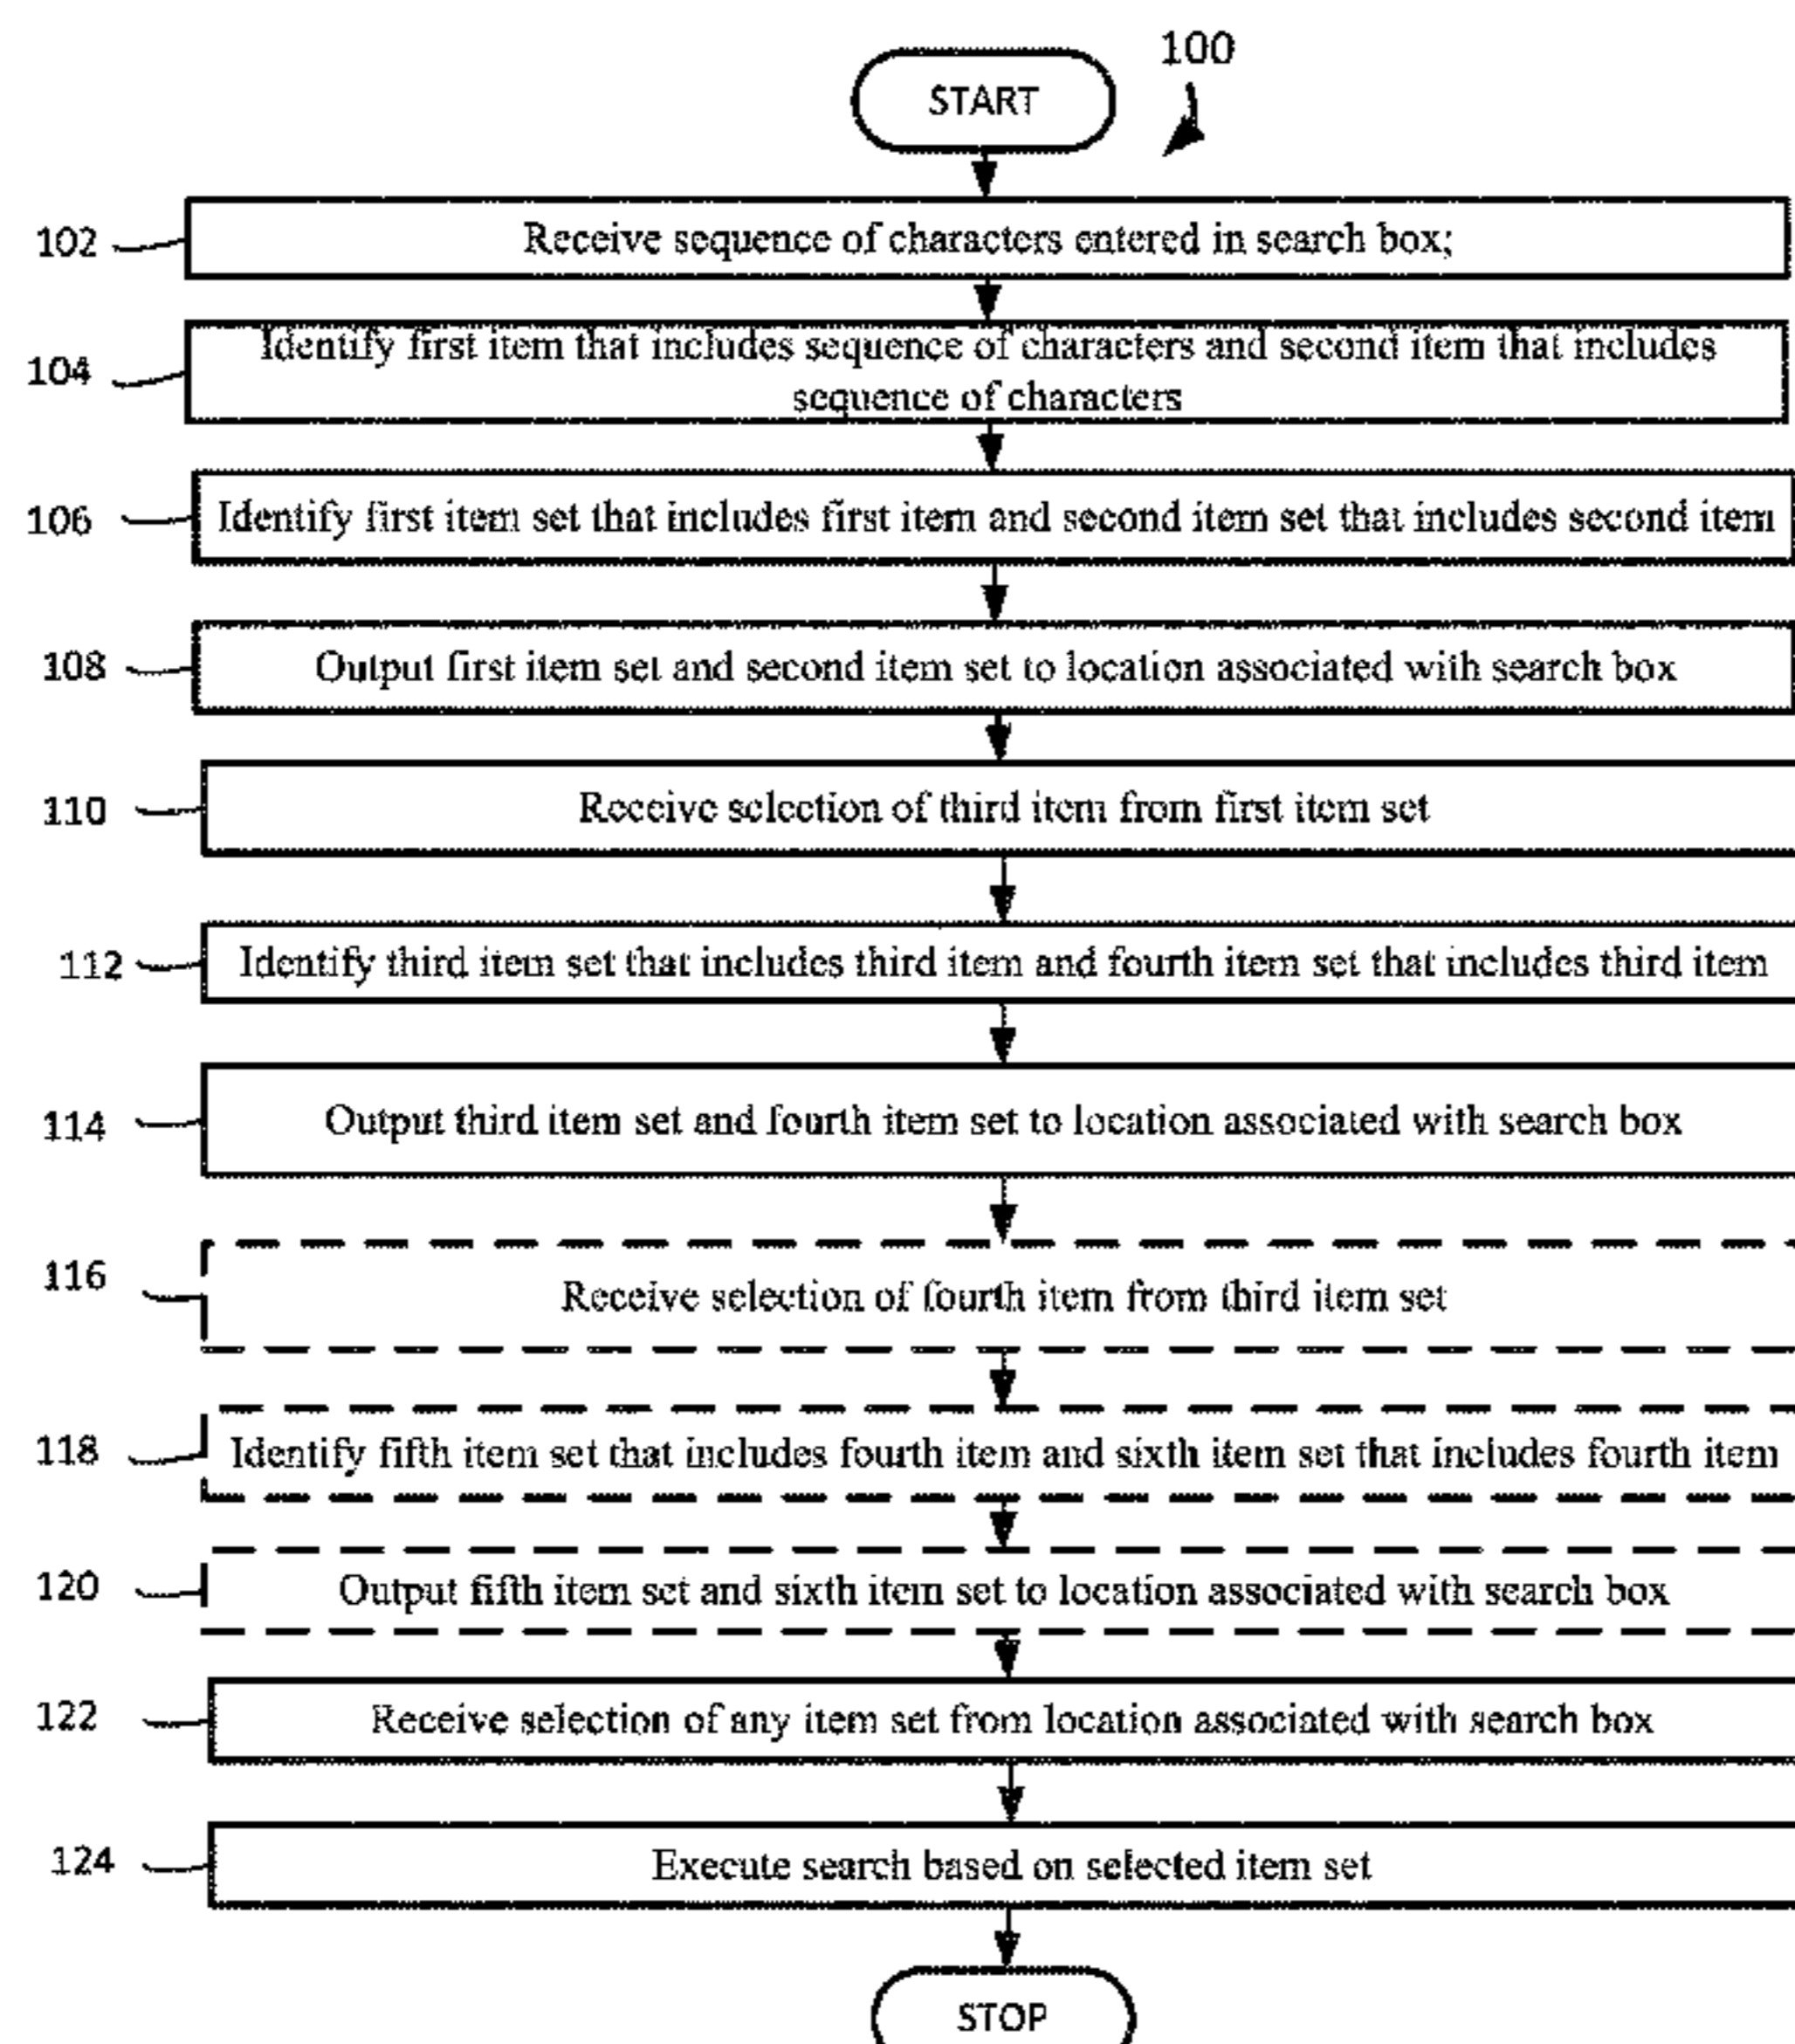 100
START
102
Receive sequence of characters entered in search box;
104
Identify first item that includes sequence of characters and second item that includes
sequence of characters
106
Identify first item set that includes first item and second item set that includes second item
108
Output first item set and second item set to location associated with search box
110
Receive selection of third item from first item set
112
Identify third item set that includes third item and fourth item set that includes third item
114
Output third item set and fourth item set to location associated with search box
116
Receive selection of fourth item from third item set
118
Identify fifth item set that includes fourth item and sixth item set that includes fourth item
120
Output fifth item set and sixth item set to location associated with search box
122
Receive selection of any item set from location associated with search box
124
Execute search based on selected item set
STOP